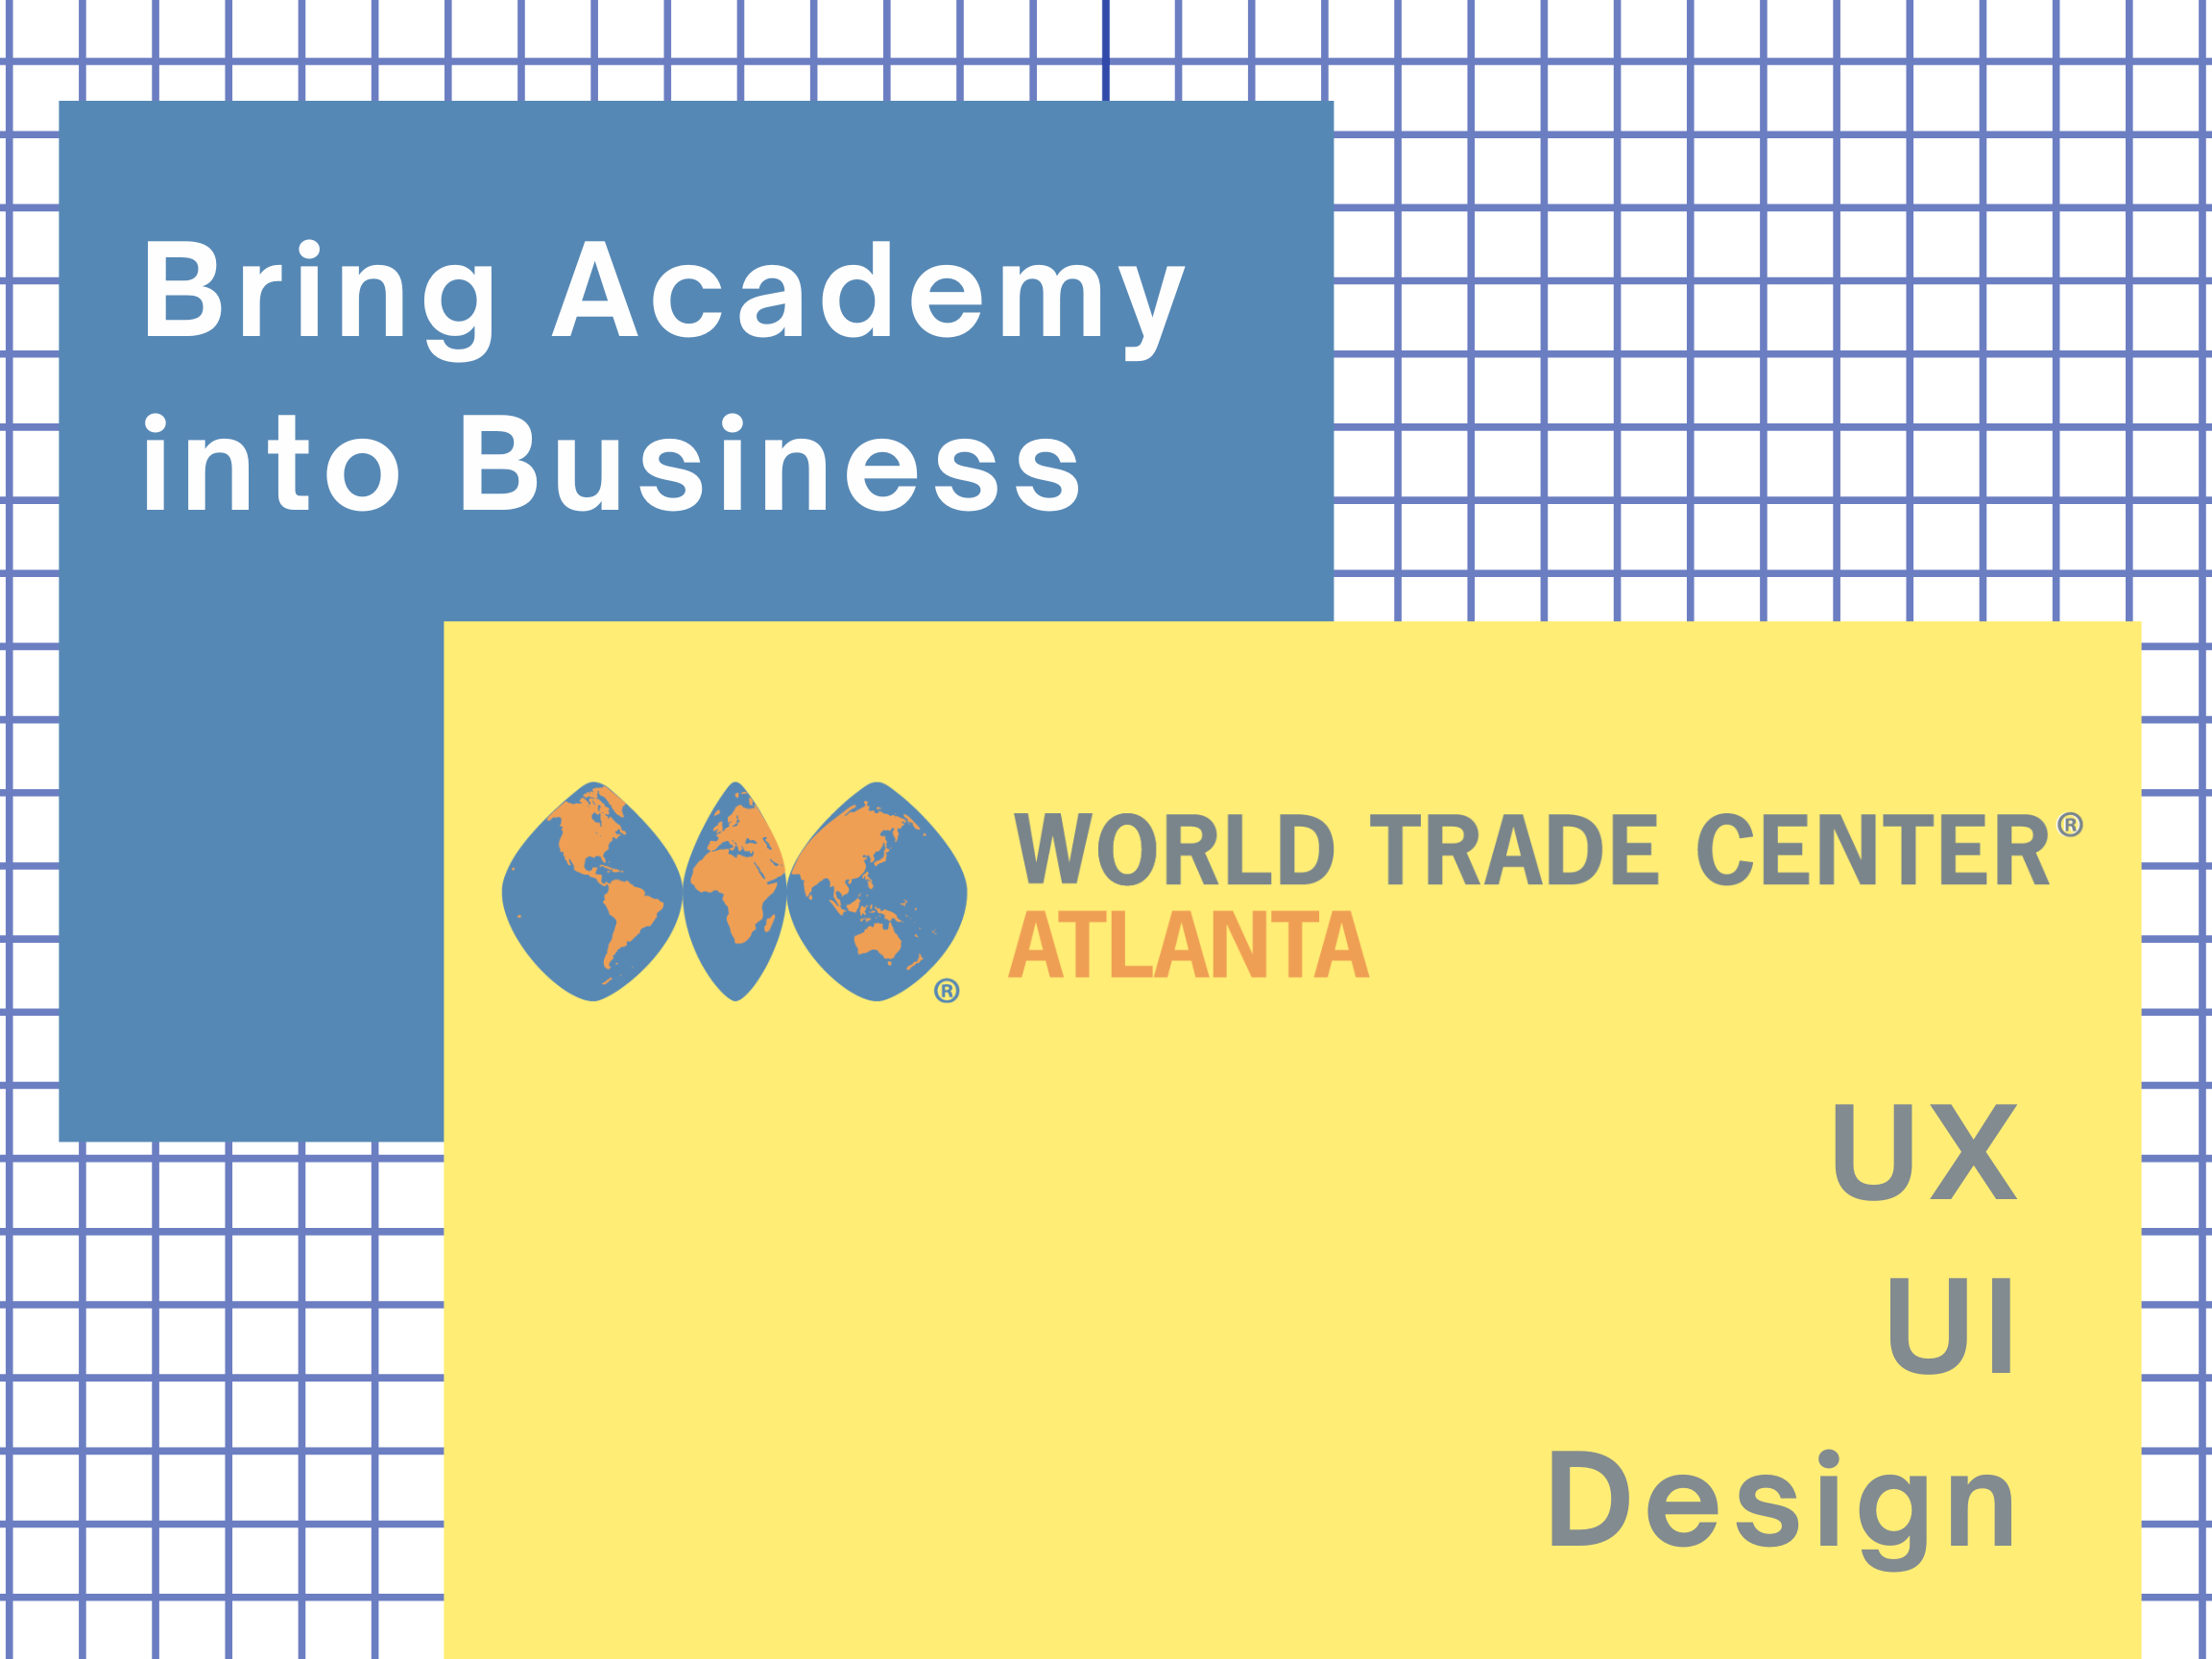 Bring Academy
into Business
WORLD TRADE CENTER®
ATLANTA
®
UX
UI
Design